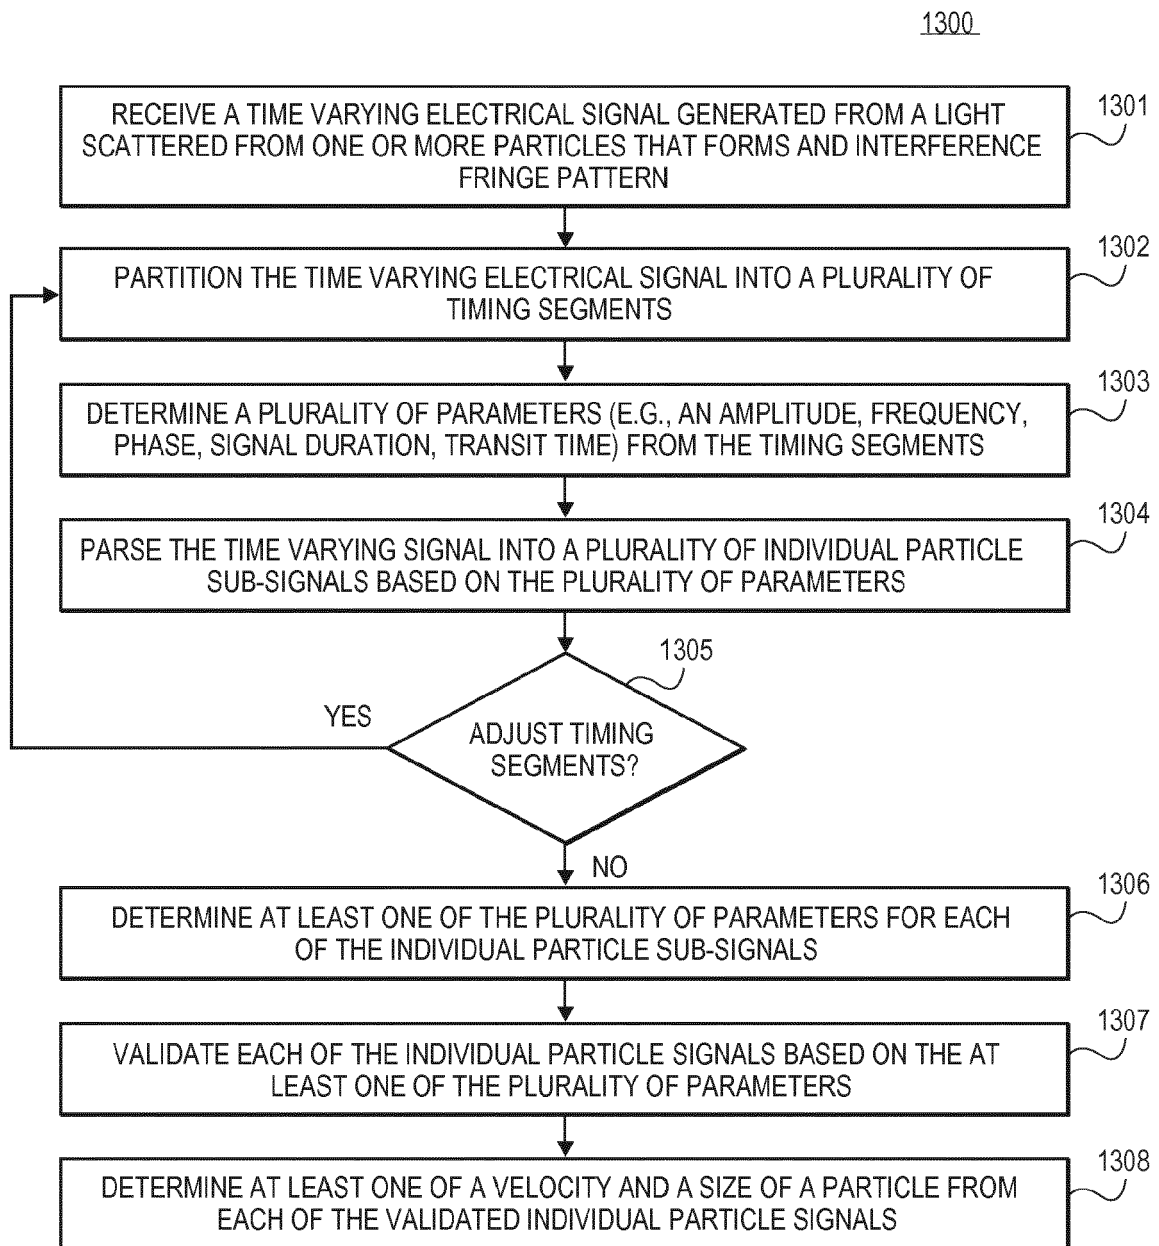 1300
RECEIVE A TIME VARYING ELECTRICAL SIGNAL GENERATED FROM A LIGHT
SCATTERED FROM ONE OR MORE PARTICLES THAT FORMS AND INTERFERENCE
FRINGE PATTERN
1301
PARTITION THE TIME VARYING ELECTRICAL SIGNAL INTO A PLURALITY OF
TIMING SEGMENTS
1302
DETERMINE A PLURALITY OF PARAMETERS (E.G., AN AMPLITUDE, FREQUENCY,
PHASE, SIGNAL DURATION, TRANSIT TIME) FROM THE TIMING SEGMENTS
1303
PARSE THE TIME VARYING SIGNAL INTO A PLURALITY OF INDIVIDUAL PARTICLE
SUB-SIGNALS BASED ON THE PLURALITY OF PARAMETERS
1304
1305
YES
ADJUST TIMING
SEGMENTS?
NO
DETERMINE AT LEAST ONE OF THE PLURALITY OF PARAMETERS FOR EACH
OF THE INDIVIDUAL PARTICLE SUB-SIGNALS
1306
VALIDATE EACH OF THE INDIVIDUAL PARTICLE SIGNALS BASED ON THE AT
LEAST ONE OF THE PLURALITY OF PARAMETERS
1307
DETERMINE AT LEAST ONE OF A VELOCITY AND A SIZE OF A PARTICLE FROM
EACH OF THE VALIDATED INDIVIDUAL PARTICLE SIGNALS
1308